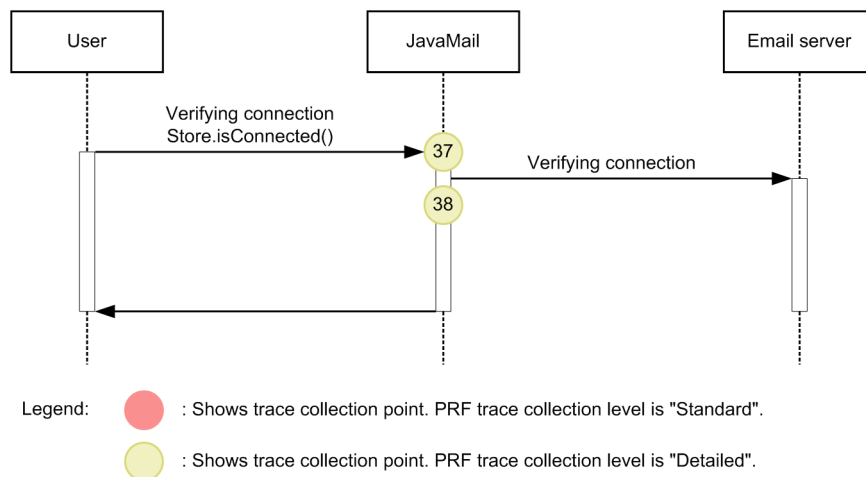 User
JavaMail
Email server
Verifying connection
Store.isConnected()
37
Verifying connection
38
Legend:
: Shows trace collection point. PRF trace collection level is "Standard".
: Shows trace collection point. PRF trace collection level is "Detailed".